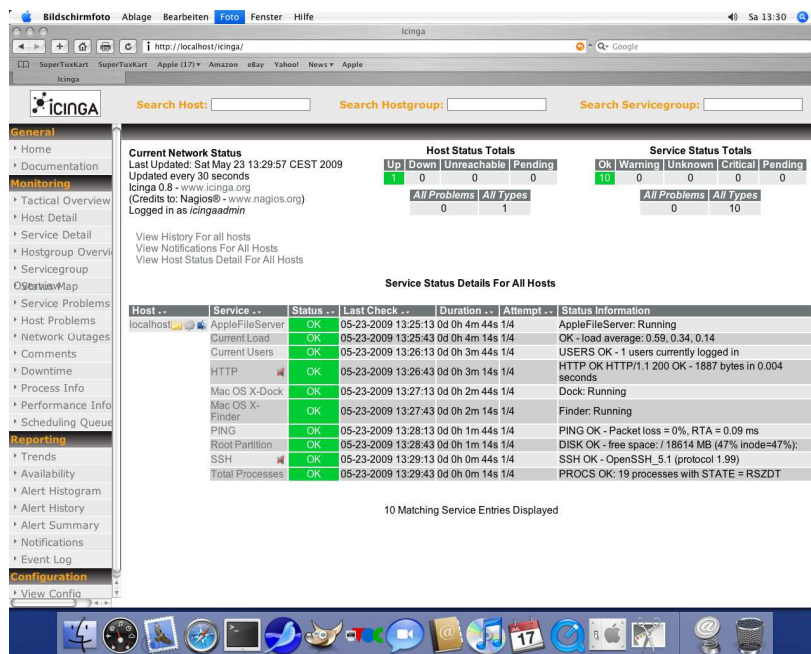 Bildschirmfoto Ablage Bearbeiten Foto Fenster Hilfe Sa 13:30
Icinga
http://localhost/icinga/ Google
SuperTuxKart SuperTuxKart Apple (17) Amazon eBay Yahoo! News Apple
Icinga
ICINGA Search Host: Search Hostgroup: Search Servicegroup:
General
Home
Documentation
Monitoring
Tactical Overview
Host Detail
Service Detail
Hostgroup Overvi
Servicegroup
Overview
Status Map
Service Problems
Host Problems
Network Outages
Comments
Downtime
Process Info
Performance Info
Scheduling Queue
Reporting
Trends
Availability
Alert Histogram
Alert History
Alert Summary
Notifications
Event Log
Configuration
View Config
Current Network Status
Last Updated: Sat May 23 13:29:57 CEST 2009
Updated every 30 seconds
Icinga 0.8 - www.icinga.org
(Credits to: Nagios® - www.nagios.org)
Logged in as icingaadmin
View History For all hosts
View Notifications For All Hosts
View Host Status Detail For All Hosts
Host Status Totals
Up Down Unreachable Pending
1 0 0 0
All Problems All Types
0 1
Service Status Totals
Ok Warning Unknown Critical Pending
10 0 0 0 0
All Problems All Types
0 10
Service Status Details For All Hosts
Host Service Status Last Check Duration Attempt Status Information
localhost AppleFileServer OK 05-23-2009 13:25:13 0d 0h 4m 44s 1/4 AppleFileServer: Running
Current Load OK 05-23-2009 13:25:43 0d 0h 4m 14s 1/4 OK - load average: 0.59, 0.34, 0.14
Current Users OK 05-23-2009 13:26:13 0d 0h 3m 44s 1/4 USERS OK - 1 users currently logged in
HTTP OK 05-23-2009 13:26:43 0d 0h 3m 14s 1/4 HTTP OK HTTP/1.1 200 OK - 1887 bytes in 0.004
seconds
Mac OS X-Dock OK 05-23-2009 13:27:13 0d 0h 2m 44s 1/4 Dock: Running
Mac OS X-
Finder OK 05-23-2009 13:27:43 0d 0h 2m 14s 1/4 Finder: Running
PING OK 05-23-2009 13:28:13 0d 0h 1m 44s 1/4 PING OK - Packet loss = 0%, RTA = 0.09 ms
Root Partition OK 05-23-2009 13:28:43 0d 0h 1m 14s 1/4 DISK OK - free space: / 18614 MB (47% inode=47%):
SSH OK 05-23-2009 13:29:13 0d 0h 0m 44s 1/4 SSH OK - OpenSSH_5.1 (protocol 1.99)
Total Processes OK 05-23-2009 13:29:43 0d 0h 0m 14s 1/4 PROCS OK: 19 processes with STATE = RSZDT
10 Matching Service Entries Displayed
17